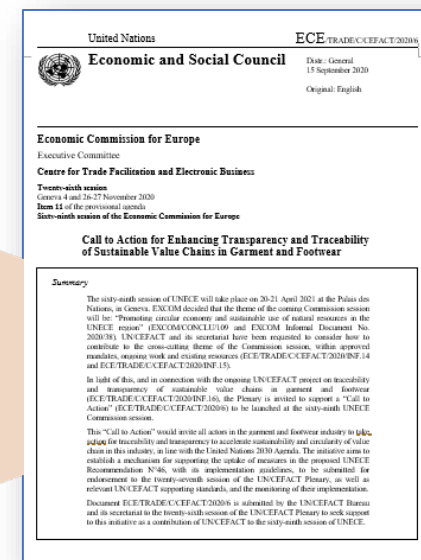 United Nations ECE/TRADE/C/CEFACT/2020/6
Economic and Social Council
Distr.: General
15 September 2020
Original: English
Economic Commission for Europe
Executive Committee
Centre for Trade Facilitation and Electronic Business
Twenty-sixth session
Geneva 4 and 26-27 November 2020
Item 11 of the provisional agenda
Sixty-ninth session of the Economic Commission for Europe
Call to Action for Enhancing Transparency and Traceability
of Sustainable Value Chains in Garment and Footwear
Summary
The sixty-ninth session of UNECE will take place on 20-21 April 2021 at the Palais des
Nations, in Geneva. EXCOM decided that the theme of the coming Commission session
will be: “Promoting circular economy and sustainable use of natural resources in the
UNECE region” (EXCOM/CONCLU/109 and EXCOM Informal Document No.
2020/38). UN/CEFACT and its secretariat have been requested to consider how to
contribute to the cross-cutting theme of the Commission session, within approved
mandates, ongoing work and existing resources (ECE/TRADE/C/CEFACT/2020/INF.14
and ECE/TRADE/C/CEFACT/2020/INF.15).
In light of this, and in connection with the ongoing UN/CEFACT project on traceability
and transparency of sustainable value chains in garment and footwear
(ECE/TRADE/C/CEFACT/2020/INF.16), the Plenary is invited to support a “Call to
Action” (ECE/TRADE/C/CEFACT/2020/6) to be launched at the sixty-ninth UNECE
Commission session.
This “Call to Action” would invite all actors in the garment and footwear industry to take
action for traceability and transparency to accelerate sustainability and circularity of value
chain in this industry, in line with the United Nations 2030 Agenda. The initiative aims to
establish a mechanism for supporting the uptake of measures in the proposed UNECE
Recommendation N°46, with its implementation guidelines, to be submitted for
endorsement to the twenty-seventh session of the UN/CEFACT Plenary, as well as
relevant UN/CEFACT supporting standards, and the monitoring of their implementation.
Document ECE/TRADE/C/CEFACT/2020/6 is submitted by the UN/CEFACT Bureau
and its secretariat to the twenty-sixth session of the UN/CEFACT Plenary to seek support
to this initiative as a contribution of UN/CEFACT to the sixty-ninth session of UNECE.